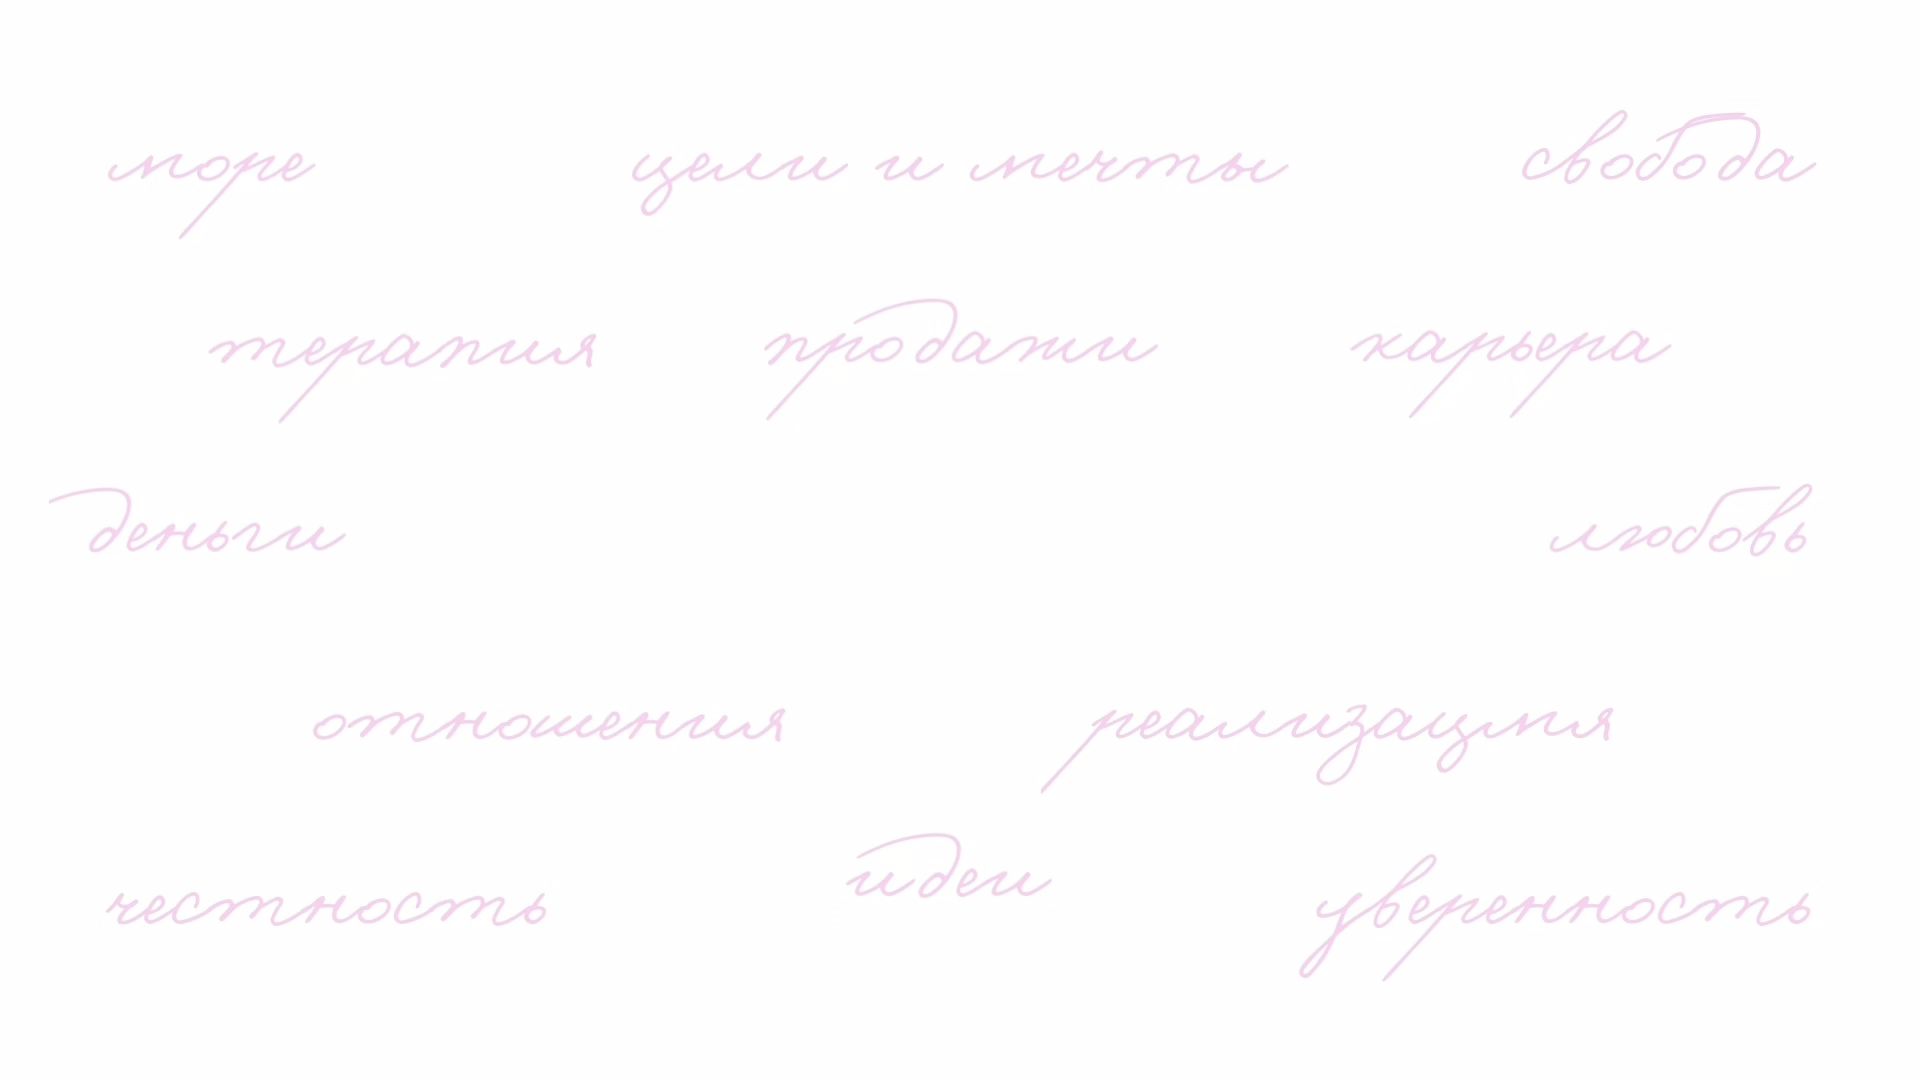 море цели и мечты свобода
терапия продажи карьера
деньги любовь
отношения реализация
честность идеи уверенность